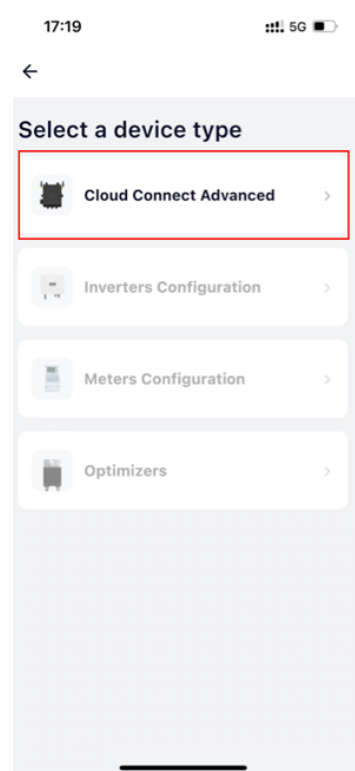 17:19
5G
Select a device type
Cloud Connect Advanced
Inverters Configuration
Meters Configuration
Optimizers